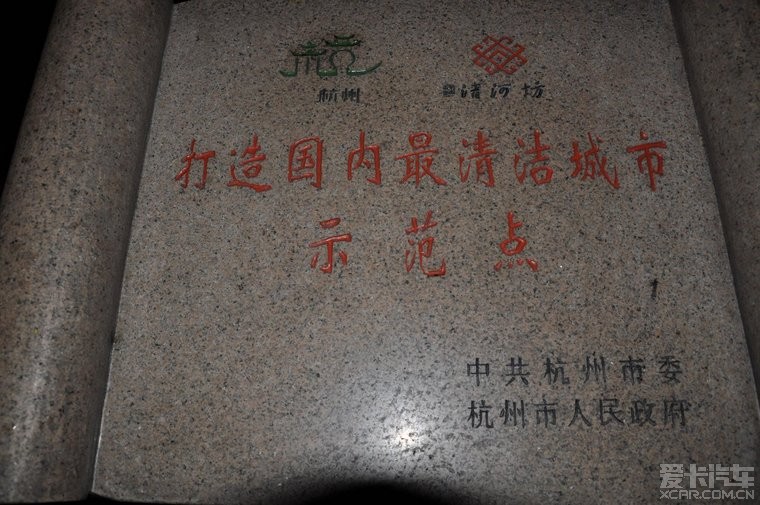 杭州
清河坊
打造国内最清洁城市
示范点
中共杭州市委
杭州市人民政府
爱卡汽车
XCAR.COM.CN